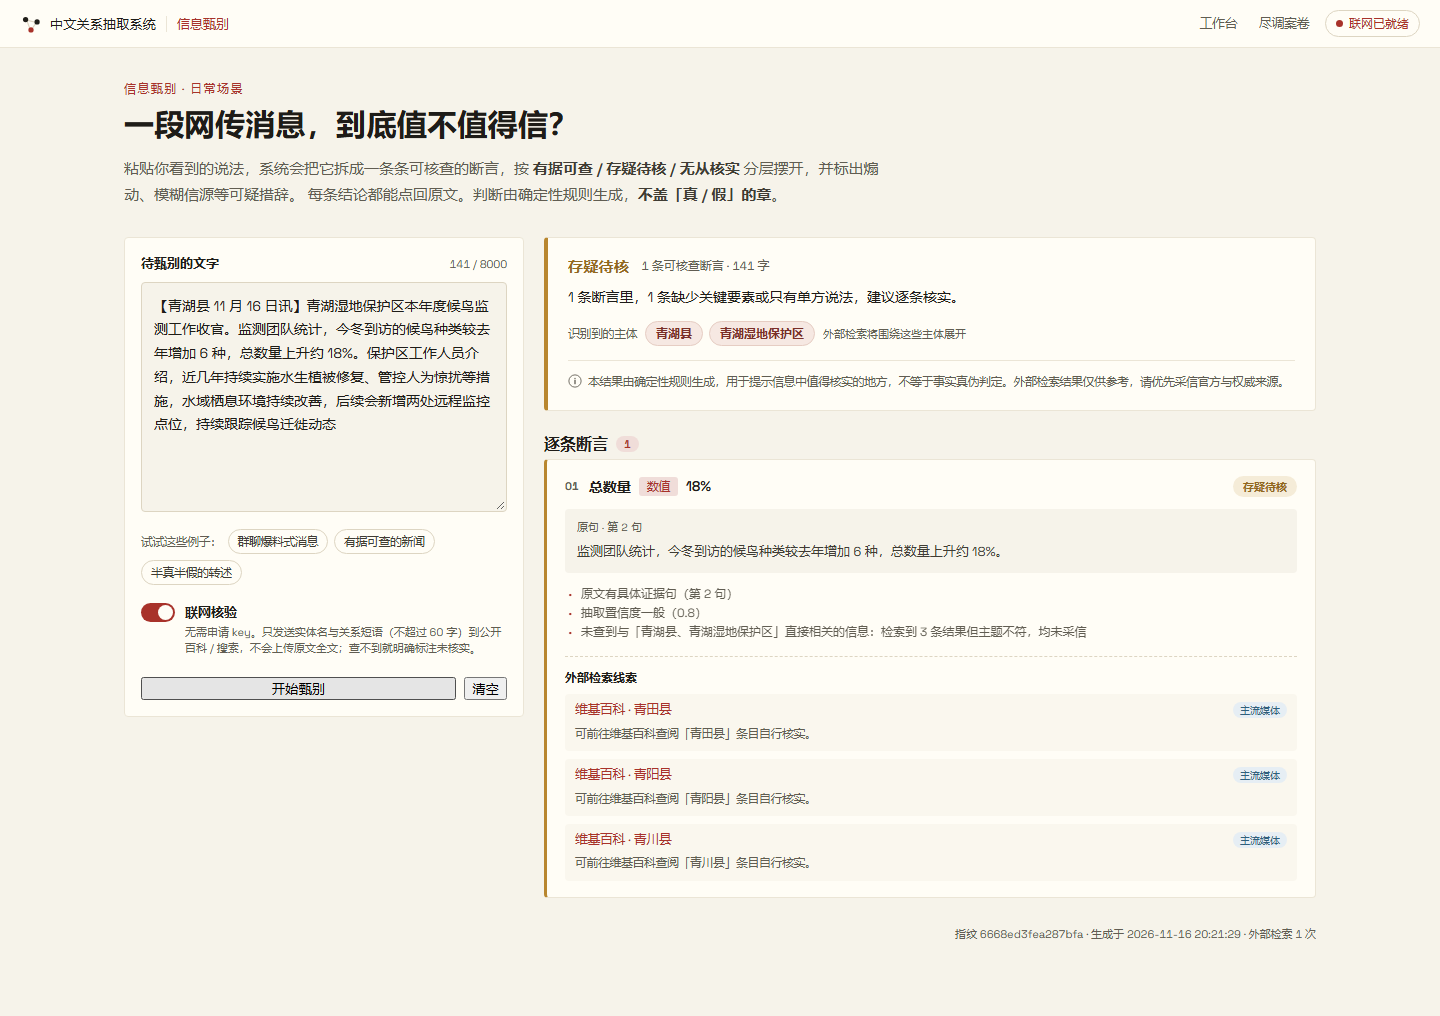 中文关系抽取系统 信息甄别
工作台 尽调案卷 联网已就绪
信息甄别 · 日常场景
一段网传消息，到底值不值得信？
粘贴你看到的说法，系统会把它拆成一条条可核查的断言，按 有据可查 / 存疑待核 / 无从核实 分层摆开，并标出煽
动、模糊信源等可疑措辞。 每条结论都能点回原文。判断由确定性规则生成，不盖「真 / 假」的章。
待甄别的文字 141 / 8000
【青湖县 11 月 16 日讯】青湖湿地保护区本年度候鸟监
测工作收官。监测团队统计，今冬到访的候鸟种类较去
年增加 6 种，总数量上升约 18%。保护区工作人员介
绍，近几年持续实施水生植被修复、管控人为惊扰等措
施，水域栖息环境持续改善，后续会新增两处远程监控
点位，持续跟踪候鸟迁徙动态
试试这些例子： 群聊爆料式消息 有据可查的新闻
半真半假的转述
联网核验
无需申请 key。只发送实体名与关系短语（不超过 60 字）到公开
百科 / 搜索，不会上传原文全文；查不到就明确标注未核实。
开始甄别 清空
存疑待核 1 条可核查断言 · 141 字
1 条断言里，1 条缺少关键要素或只有单方说法，建议逐条核实。
识别到的主体 青湖县 青湖湿地保护区 外部检索将围绕这些主体展开
本结果由确定性规则生成，用于提示信息中值得核实的地方，不等于事实真伪判定。外部检索结果仅供参考，请优先采信官方与权威来源。
逐条断言 1
01 总数量 数值 18% 存疑待核
原句 · 第 2 句
监测团队统计，今冬到访的候鸟种类较去年增加 6 种，总数量上升约 18%。
· 原文有具体证据句（第 2 句）
· 抽取置信度一般（0.8）
· 未查到与「青湖县、青湖湿地保护区」直接相关的信息：检索到 3 条结果但主题不符，均未采信
外部检索线索
维基百科 · 青田县 主流媒体
可前往维基百科查阅「青田县」条目自行核实。
维基百科 · 青阳县 主流媒体
可前往维基百科查阅「青阳县」条目自行核实。
维基百科 · 青川县 主流媒体
可前往维基百科查阅「青川县」条目自行核实。
指纹 6668ed3fea287bfa · 生成于 2026-11-16 20:21:29 · 外部检索 1 次